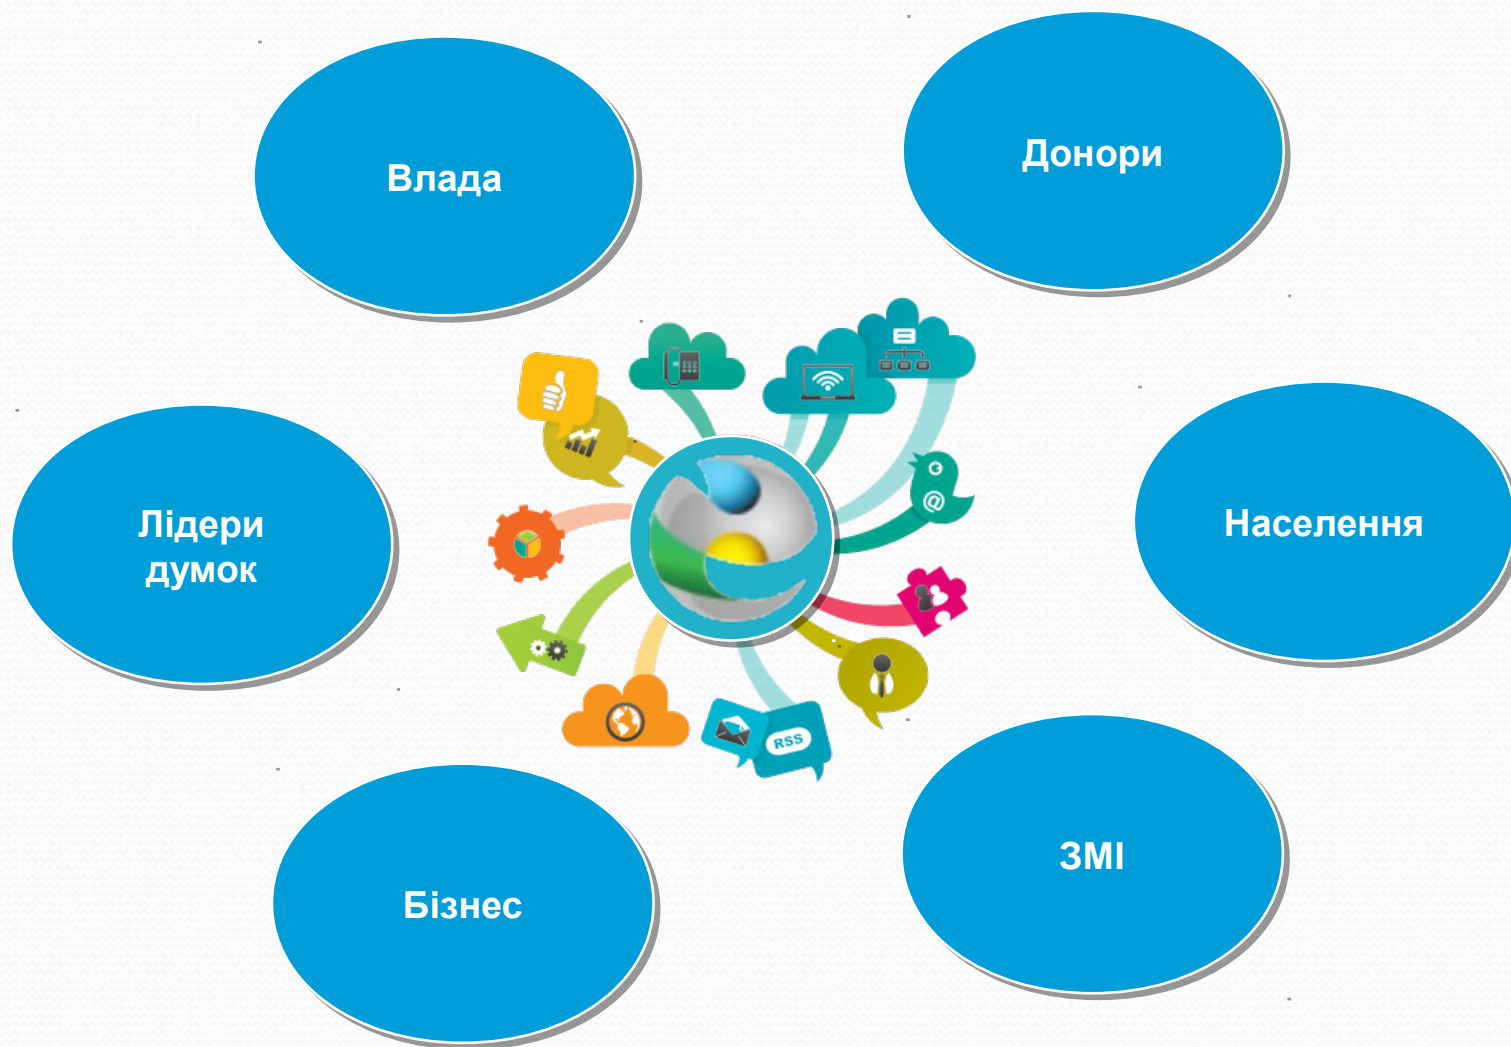 Влада
Донори
Лідери
думок
Населення
@
RSS
Бізнес
ЗМІ